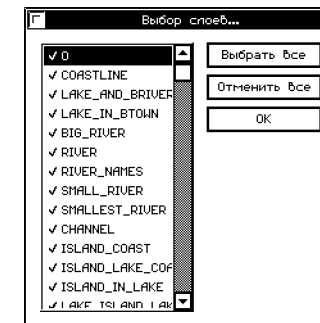 Выбор слоев...
0
COASTLINE
LAKE_AND_BRIVER
LAKE_IN_BTOWN
BIG_RIVER
RIVER
RIVER_NAMES
SMALL_RIVER
SMALLEST_RIVER
CHANNEL
ISLAND_COAST
ISLAND_LAKE_COA
ISLAND_IN_LAKE
LAKE_ISLAND_LAK
Выбрать все
Отменить все
OK